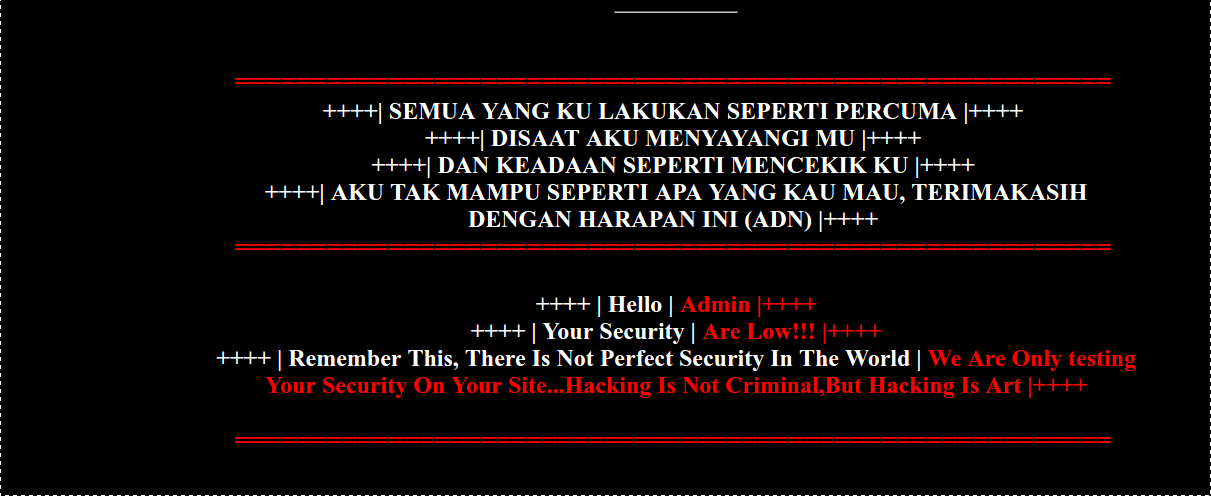 ===========================================================
++++| SEMUA YANG KU LAKUKAN SEPERTI PERCUMA |++++
++++| DISAAT AKU MENYAYANGI MU |++++
++++| DAN KEADAAN SEPERTI MENCEKIK KU |++++
++++| AKU TAK MAMPU SEPERTI APA YANG KAU MAU, TERIMAKASIH
DENGAN HARAPAN INI (ADN) |++++
===========================================================
++++ | Hello | Admin |++++
++++ | Your Security | Are Low!!! |++++
++++ | Remember This, There Is Not Perfect Security In The World | We Are Only testing
Your Security On Your Site...Hacking Is Not Criminal,But Hacking Is Art |++++
===========================================================